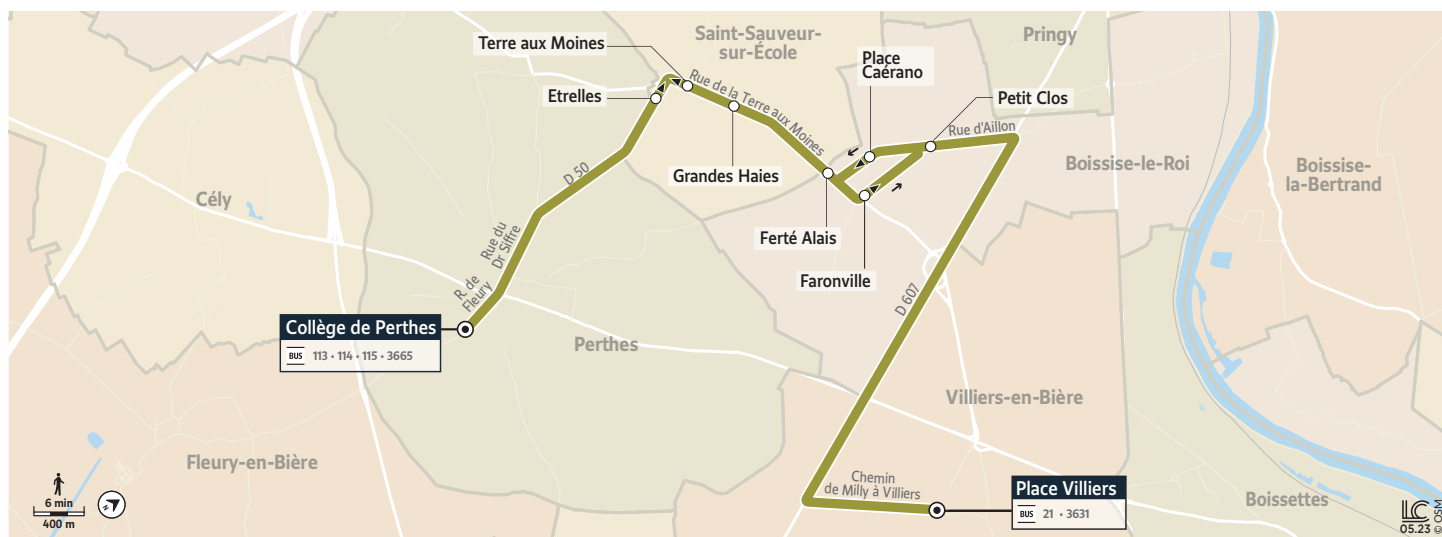 Saint-Sauveur-
sur-École
Pringy
Terre aux Moines
Place
Caérano
Etrelles
Petit Clos
Rue de la Terre aux Moines
Rue d'Aillon
Boissise-le-Roi
Boissise-
la-Bertrand
Grandes Haies
D 50
Cély
Ferté Alais
Faronville
Rue du
Dr Siffre
R. de
Fleury
D 607
Collège de Perthes
BUS 113 • 114 • 115 • 3665
Perthes
Villiers-en-Bière
Fleury-en-Bière
Chemin
de Milly à Villiers
Place Villiers
BUS 21 • 3631
Boissettes
6 min
400 m
N
LC
05.23 © OSM